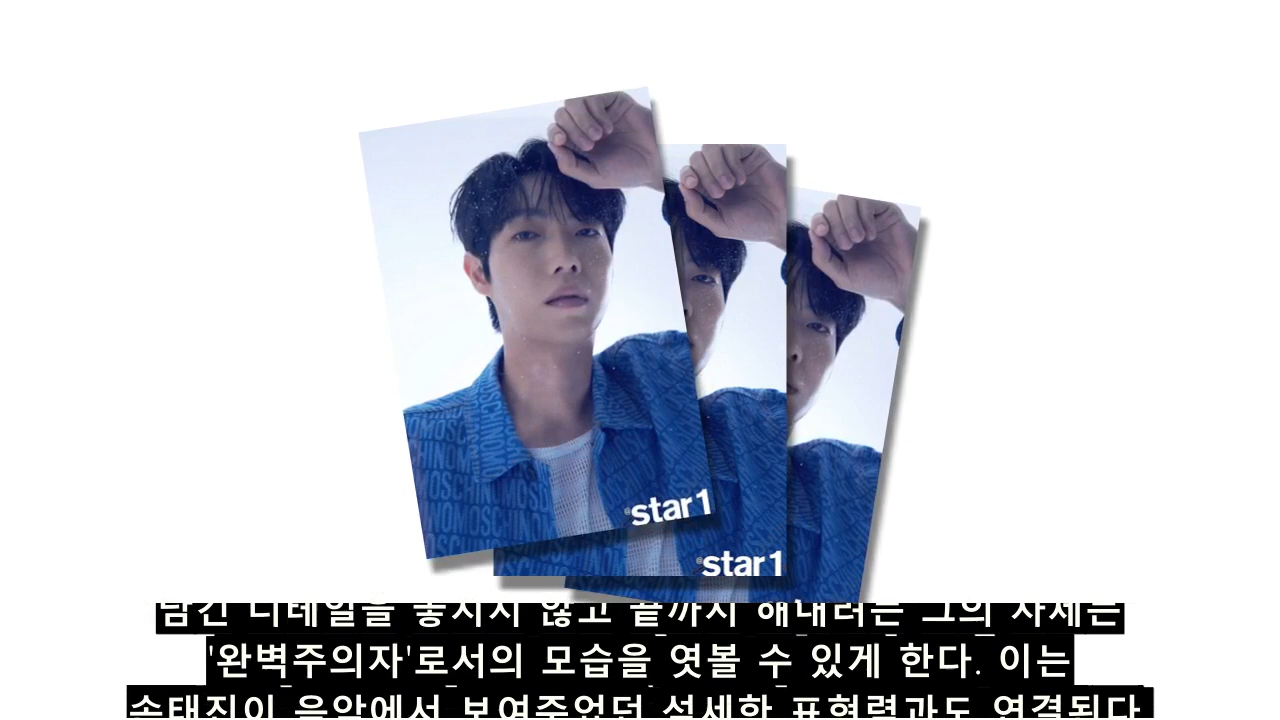 @star1
@star1
담긴 디테일을 놓치지 않고 끝까지 해내려는 그의 자세는
'완벽주의자'로서의 모습을 엿볼 수 있게 한다. 이는
손태진이 음악에서 보여주었던 섬세한 표현력과도 연결된다